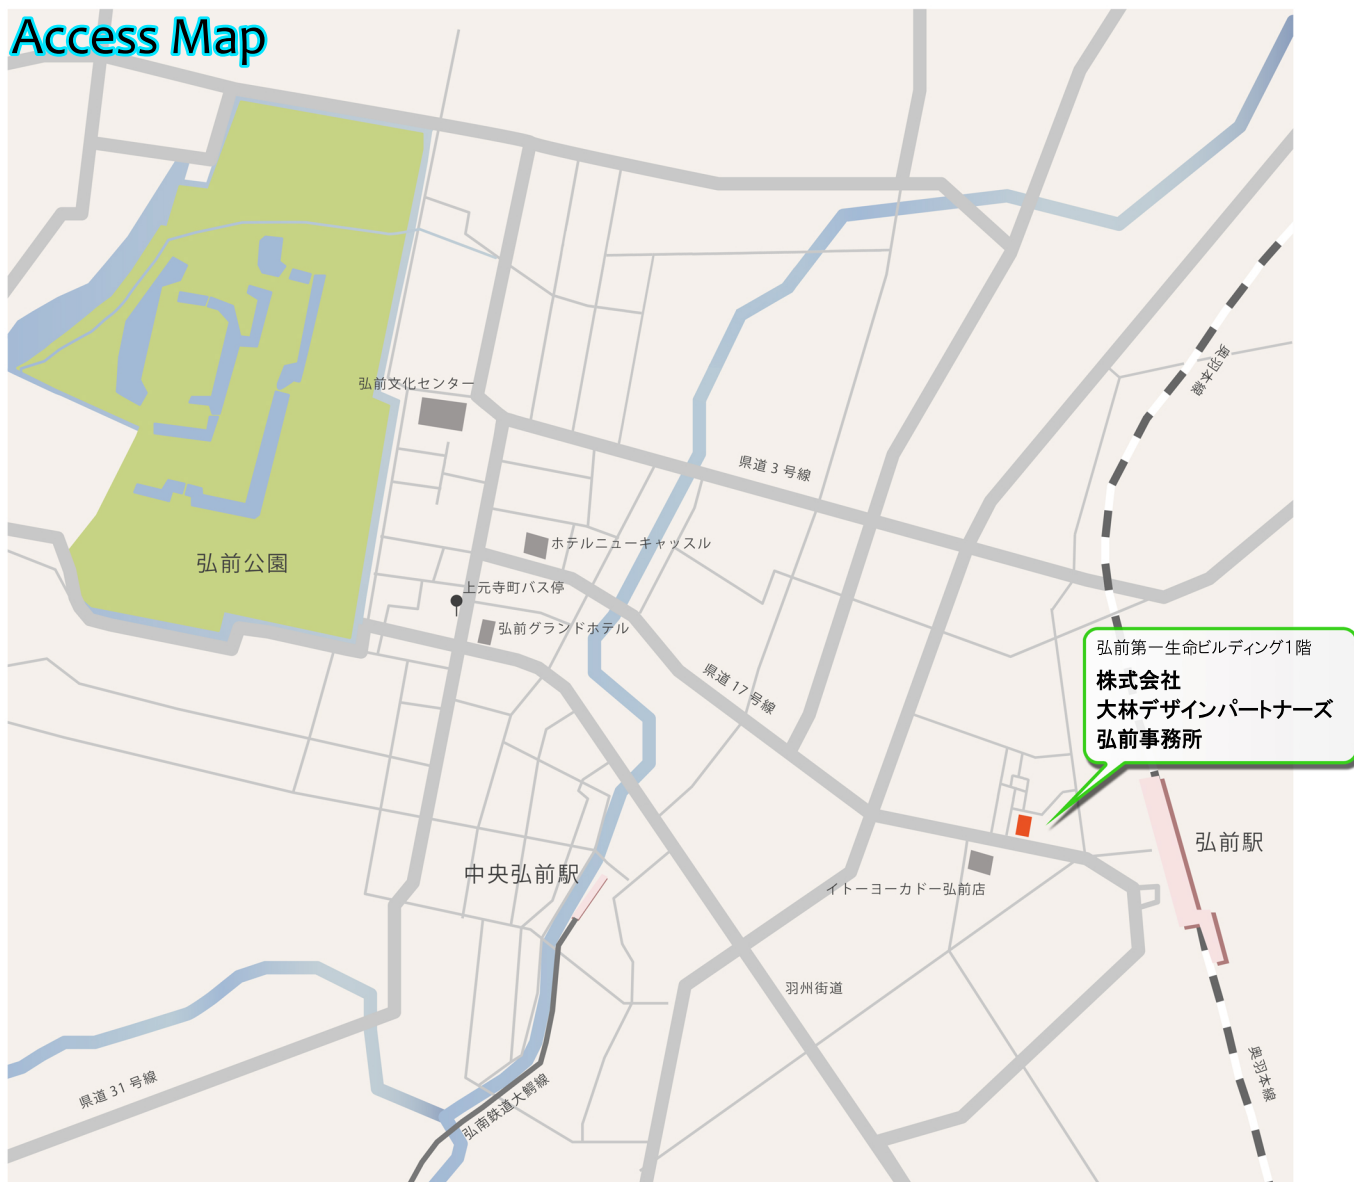 Access Map
奥羽本線
弘前文化センター
県道3号線
ホテルニューキャッスル
弘前公園
上元寺町バス停
弘前グランドホテル
県道17号線
弘前第一生命ビルディング1階
株式会社
大林デザインパートナーズ
弘前事務所
弘前駅
中央弘前駅
イトーヨーカドー弘前店
羽州街道
奥羽本線
県道31号線
弘南鉄道大鰐線